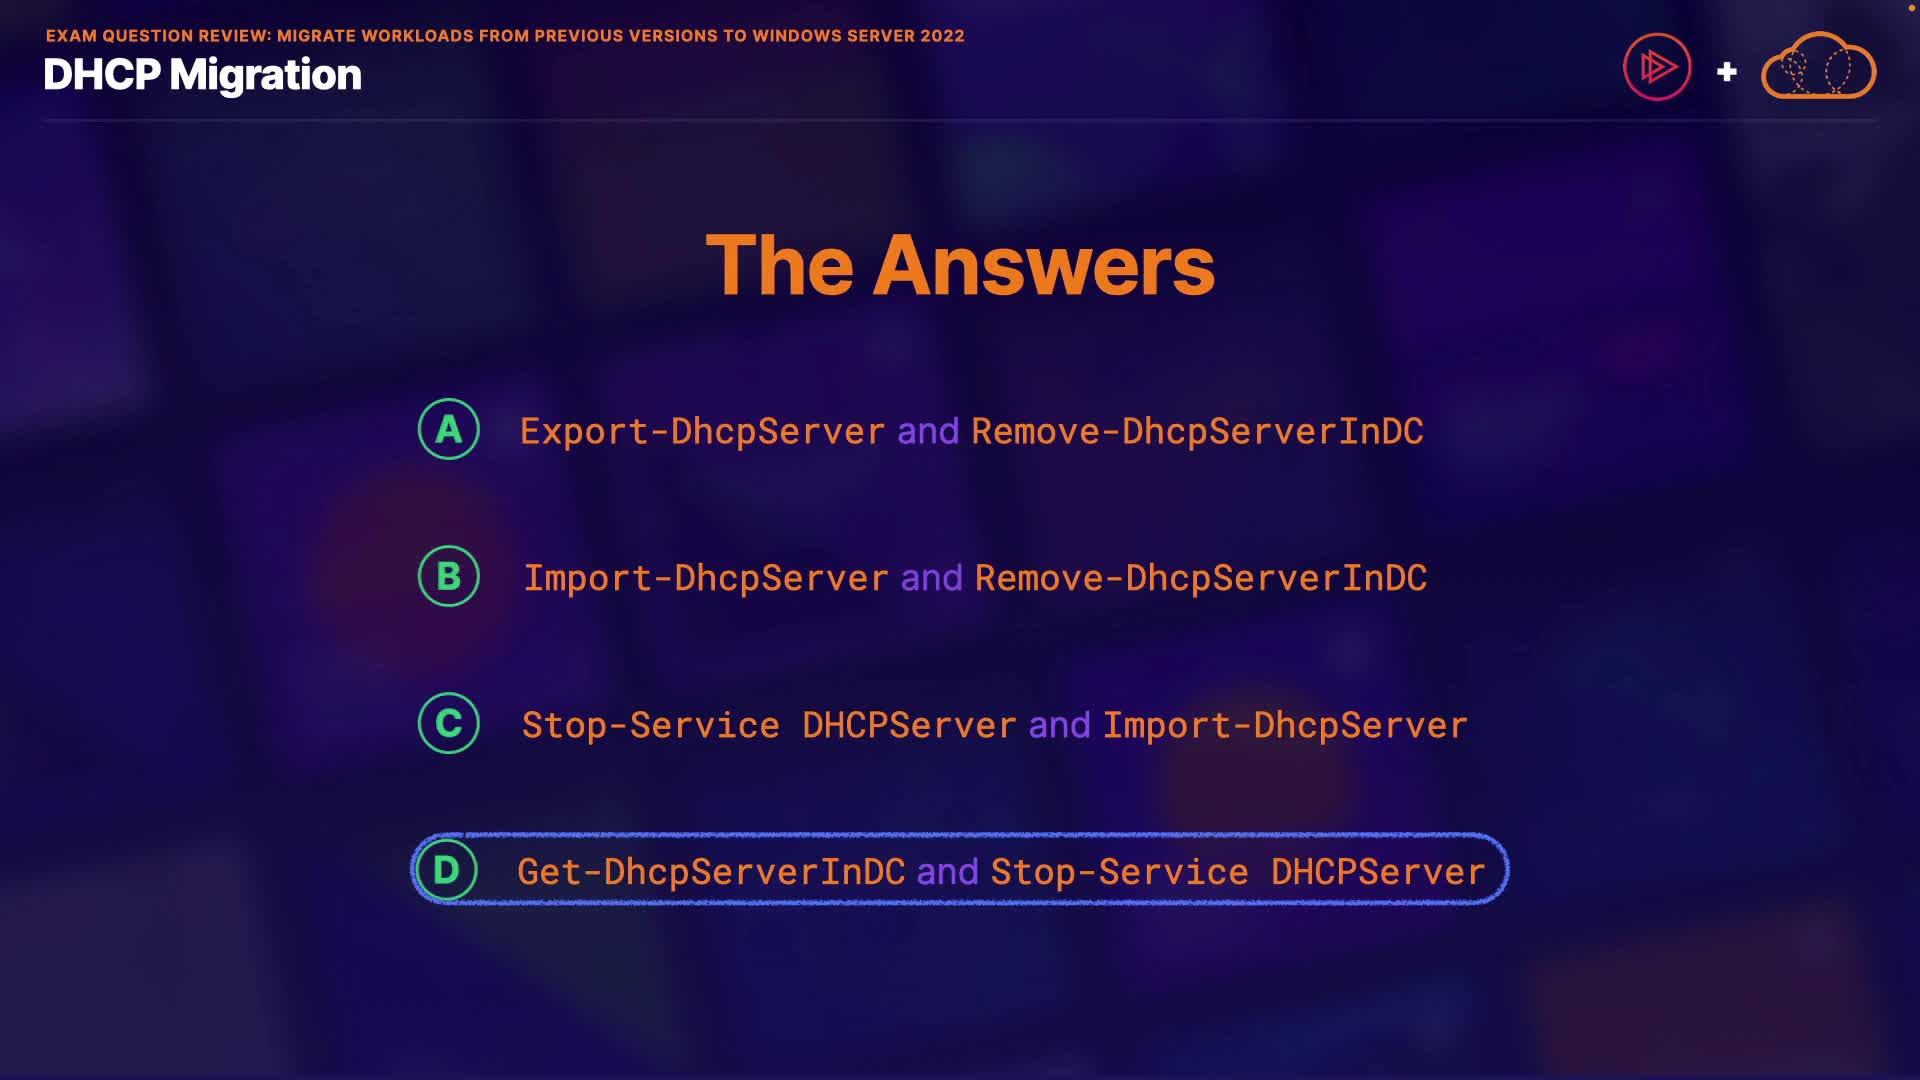 EXAM QUESTION REVIEW: MIGRATE WORKLOADS FROM PREVIOUS VERSIONS TO WINDOWS SERVER 2022
DHCP Migration
+
The Answers
A Export-DhcpServer and Remove-DhcpServerInDC
B Import-DhcpServer and Remove-DhcpServerInDC
C Stop-Service DHCPServer and Import-DhcpServer
D Get-DhcpServerInDC and Stop-Service DHCPServer